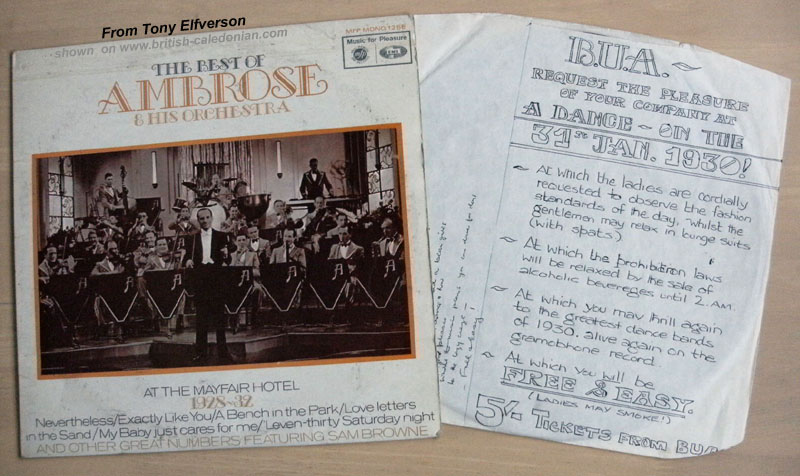 From Tony Elfverson
shown on www.british-caledonian.com
MFP MONO 1258
Music for Pleasure
EMI
THE BEST OF
AMBROSE
& HIS ORCHESTRA
A
A
A
A
AT THE MAYFAIR HOTEL
1928-32
Nevertheless/Exactly Like You/A Bench in the Park/Love letters
in the Sand/My Baby just cares for me/'Leven-thirty Saturday night
AND OTHER GREAT NUMBERS FEATURING SAM BROWNE
B.U.A. ~
REQUEST THE PLEASURE
OF YOUR COMPANY AT
A DANCE ~ ON THE
31ST JAN. 1930!
~ At which the ladies are cordially
requested to observe the fashion
standards of the day, whilst the
gentlemen may relax in lounge suits
(with spats)
~ At which the prohibition laws
will be relaxed by the sale of
alcoholic beverages until 2. A.M.
~ At which you may thrill again
to the greatest dance bands
of 1930, alive again on the
gramophone record.
~ At which you will be
FREE & EASY.
(LADIES MAY SMOKE!)
5/- TICKETS FROM BUA